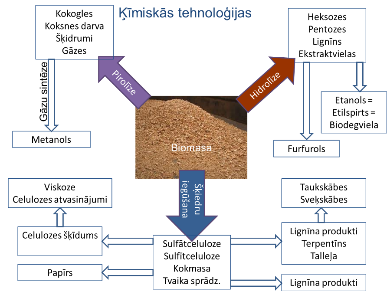 Ķīmiskās tehnoloģijas
Kokogles
Koksnes darva
Šķidrumi
Gāzes
Heksozes
Pentozes
Lignīns
Ekstraktvielas
Pirolīze
Hidrolīze
Gāzu sintēze
Metanols
Etanols =
Etilspirts =
Biodegviela
Furfurols
Biomasa
Šķiedru
iegūšana
Viskoze
Celulozes atvasinājumi
Taukskābes
Sveķskābes
Celulozes šķīdums
Sulfātceluloze
Sulfītceluloze
Kokmasa
Tvaika sprādz.
Lignīna produkti
Terpentīns
Talleļa
Papīrs
Lignīna produkti